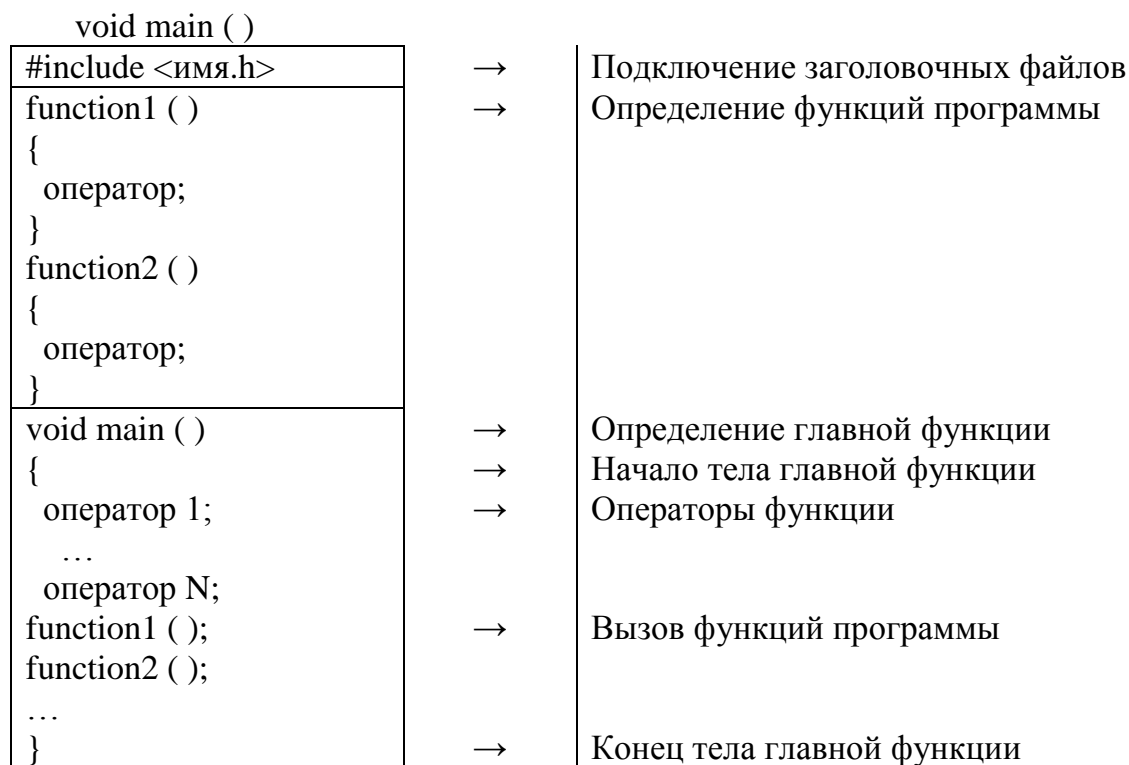 void main ( )
#include <имя.h> → Подключение заголовочных файлов
function1 ( ) → Определение функций программы
{
оператор;
}
function2 ( )
{
оператор;
}
void main ( ) → Определение главной функции
{ → Начало тела главной функции
оператор 1; → Операторы функции
…
оператор N;
function1 ( ); → Вызов функций программы
function2 ( );
…
} → Конец тела главной функции